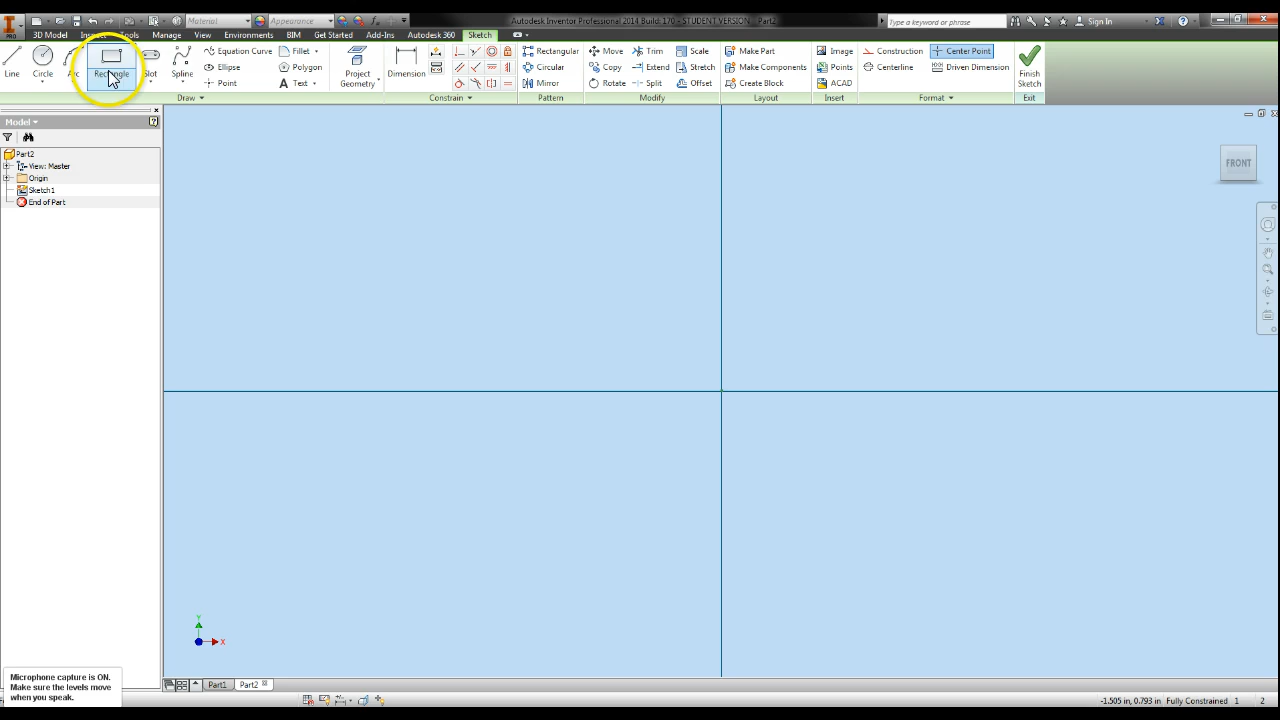 Material
Appearance
Autodesk Inventor Professional 2014 Build: 170 - STUDENT VERSION - Part2
Type a keyword or phrase
Sign In
PRO
3D Model
Inspect
Tools
Manage
View
Environments
BIM
Get Started
Add-Ins
Autodesk 360
Sketch
Line
Circle
Arc
Rectangle
Slot
Spline
Equation Curve
Ellipse
Point
Fillet
Polygon
Text
Project
Geometry
Dimension
Rectangular
Circular
Mirror
Move
Copy
Rotate
Trim
Extend
Split
Scale
Stretch
Offset
Make Part
Make Components
Create Block
Image
Points
ACAD
Construction
Centerline
Center Point
Driven Dimension
Finish
Sketch
Draw
Constrain
Pattern
Modify
Layout
Insert
Format
Exit
Model
Part2
View: Master
Origin
Sketch1
End of Part
FRONT
Y
X
Microphone capture is ON.
Make sure the levels move
when you speak.
Part1
Part2
-1.505 in, 0.793 in Fully Constrained 1 2